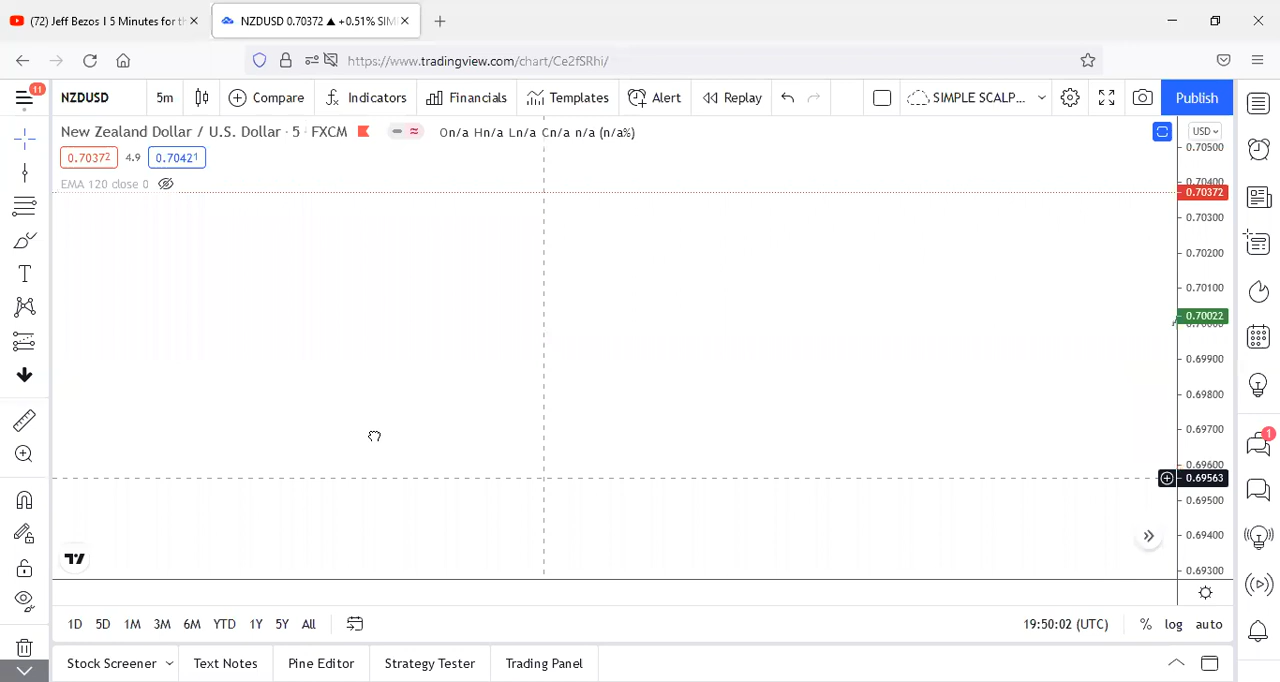 (72) Jeff Bezos I 5 Minutes for th
NZDUSD 0.70372 ▲ +0.51% SIM
https://www.tradingview.com/chart/Ce2fSRhi/
11
NZDUSD
5m
Compare
Indicators
Financials
Templates
Alert
Replay
SIMPLE SCALP...
Publish
New Zealand Dollar / U.S. Dollar · 5 · FXCM
On/a Hn/a Ln/a Cn/a n/a (n/a%)
USD
0.70372
4.9
0.70421
EMA 120 close 0
0.70500
0.70400
0.70372
0.70300
0.70200
0.70100
0.70022
0.70000
0.69900
0.69800
0.69700
0.69600
0.69563
0.69500
0.69400
0.69300
1
1D 5D 1M 3M 6M YTD 1Y 5Y All
19:50:02 (UTC)
% log auto
Stock Screener
Text Notes
Pine Editor
Strategy Tester
Trading Panel